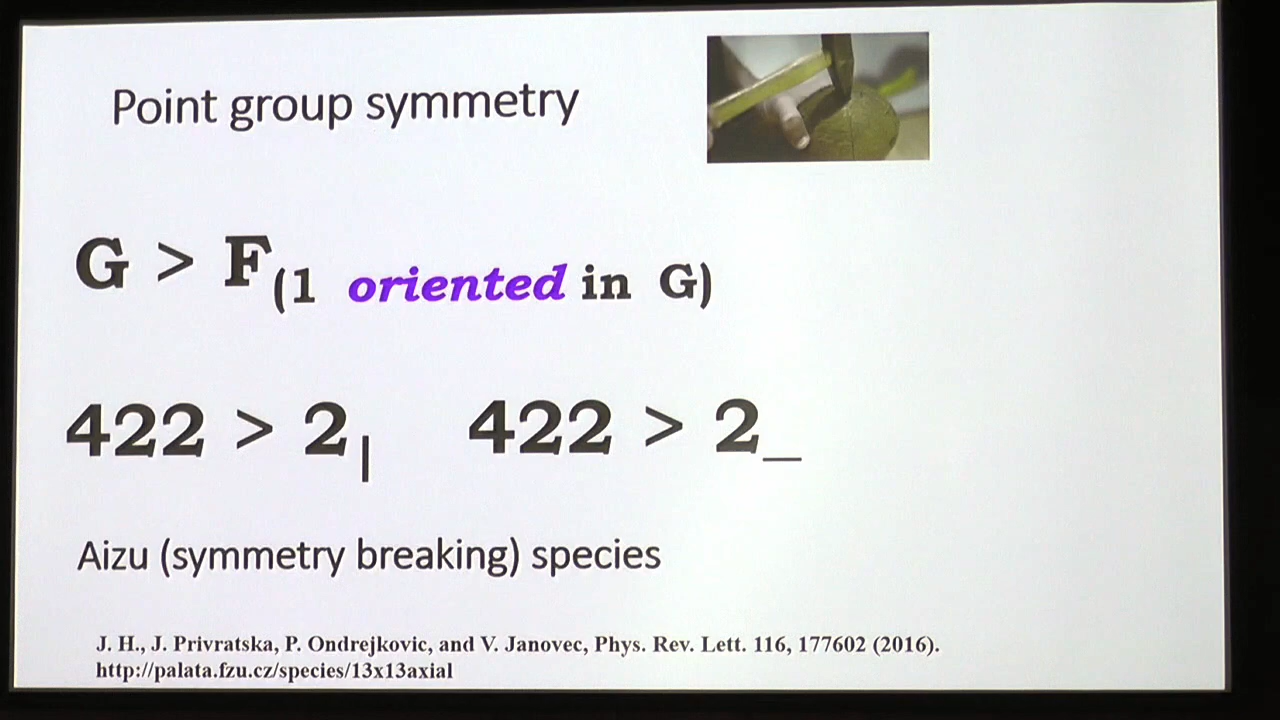 Point group symmetry
G > F(1 oriented in G)
422 > 2| 422 > 2_
Aizu (symmetry breaking) species
J. H., J. Privratska, P. Ondrejkovic, and V. Janovec, Phys. Rev. Lett. 116, 177602 (2016).
http://palata.fzu.cz/species/13x13axial